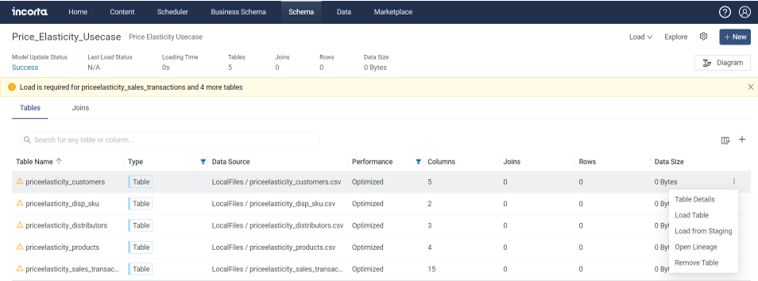 incorta Home Content Scheduler Business Schema Schema Data Marketplace
Price_Elasticity_Usecase Price Elasticity Usecase Load Explore + New
Model Update Status Last Load Status Loading Time Tables Joins Rows Data Size
Success N/A 0s 5 0 0 0 Bytes
Diagram
Load is required for priceelasticity_sales_transactions and 4 more tables
Tables Joins
Search for any table or column...
Table Name Type Data Source Performance Columns Joins Rows Data Size
priceelasticity_customers Table LocalFiles / priceelasticity_customers.csv Optimized 5 0 0 0 Bytes
priceelasticity_disp_sku Table LocalFiles / priceelasticity_disp_sku.csv Optimized 2 0 0 0 Byte
priceelasticity_distributors Table LocalFiles / priceelasticity_distributors.csv Optimized 3 0 0 0 Byte
priceelasticity_products Table LocalFiles / priceelasticity_products.csv Optimized 4 0 0 0 Byte
priceelasticity_sales_transac... Table LocalFiles / priceelasticity_sales_transac... Optimized 15 0 0 0 Byte
Table Details
Load Table
Load from Staging
Open Lineage
Remove Table